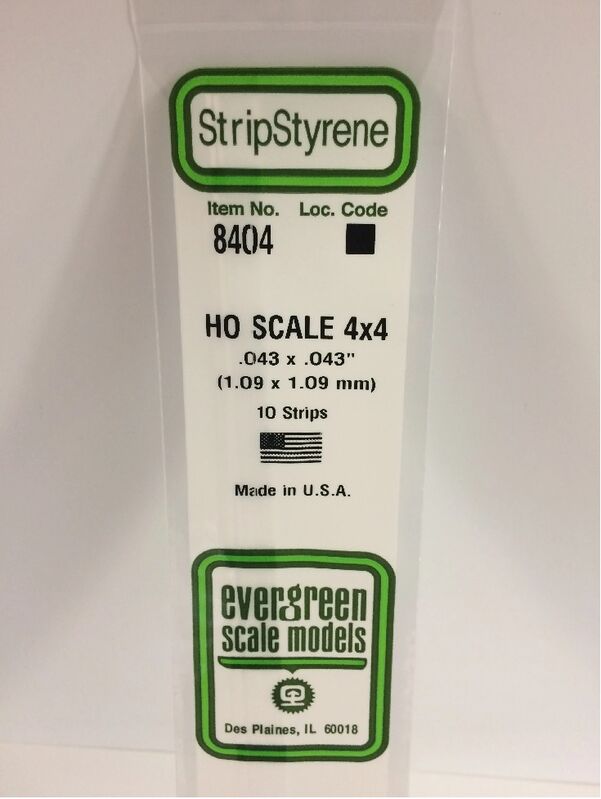 StripStyrene
Item No. Loc. Code
8404
HO SCALE 4x4
.043 x .043"
(1.09 x 1.09 mm)
10 Strips
Made in U.S.A.
evergreen
scale models
Des Plaines, IL 60018